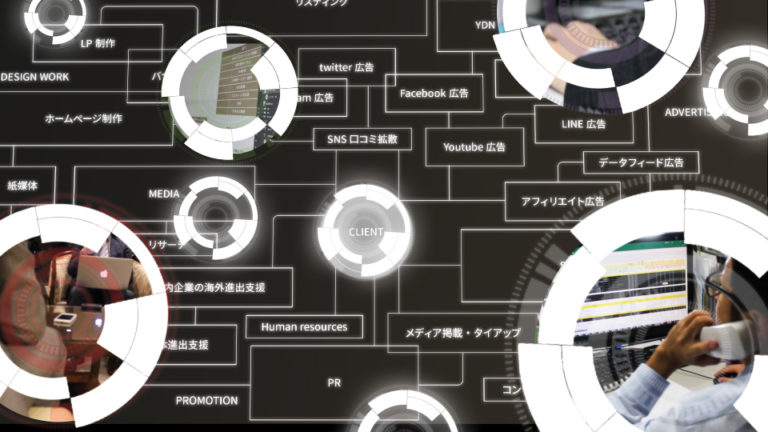 リスティング
YDN
LP 制作
twitter 広告
DESIGN WORK
Facebook 広告
am 広告
ADVERTIS
ホームページ制作
LINE 広告
SNS 口コミ拡散
Youtube 広告
データフィード広告
紙媒体
MEDIA
アフィリエイト広告
CLIENT
リサーチ
内企業の海外進出支援
Human resources
メディア掲載・タイアップ
進出支援
PR
コン
PROMOTION